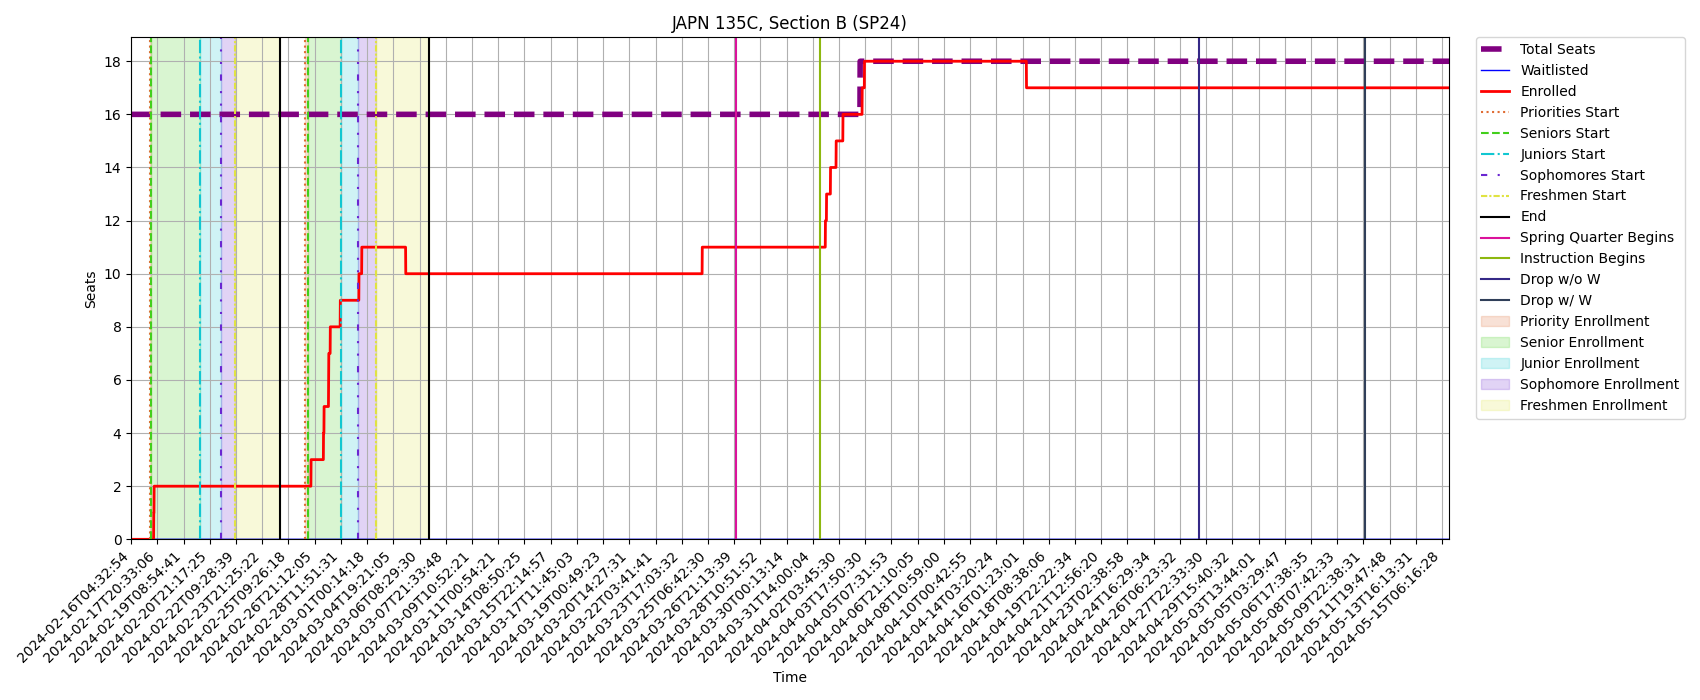 JAPN 135C, Section B (SP24)
Seats
18
16
14
12
10
8
6
4
2
0
2024-02-16T04:32:54
2024-02-17T20:33:06
2024-02-19T08:54:41
2024-02-20T21:17:25
2024-02-22T09:28:39
2024-02-23T21:25:22
2024-02-25T09:26:18
2024-02-26T21:12:05
2024-02-28T11:51:31
2024-03-01T00:14:18
2024-03-04T19:21:05
2024-03-06T08:29:30
2024-03-07T21:33:48
2024-03-09T10:52:21
2024-03-11T00:54:21
2024-03-14T08:50:25
2024-03-15T22:14:57
2024-03-17T11:45:03
2024-03-19T00:49:23
2024-03-20T14:27:31
2024-03-22T03:41:41
2024-03-23T17:03:32
2024-03-25T06:42:30
2024-03-26T21:13:39
2024-03-28T10:51:52
2024-03-30T00:13:14
2024-03-31T14:00:04
2024-04-02T03:45:30
2024-04-03T17:50:30
2024-04-05T07:31:53
2024-04-06T21:10:05
2024-04-08T10:59:00
2024-04-10T00:42:55
2024-04-14T03:20:24
2024-04-16T01:23:01
2024-04-18T08:38:06
2024-04-19T22:22:34
2024-04-21T12:56:20
2024-04-23T02:38:58
2024-04-24T16:29:34
2024-04-26T06:23:32
2024-04-27T22:33:30
2024-04-29T15:40:32
2024-05-03T13:44:01
2024-05-05T03:29:47
2024-05-06T17:38:35
2024-05-08T07:42:33
2024-05-09T22:38:31
2024-05-11T19:47:48
2024-05-13T16:13:31
2024-05-15T06:16:28
Time
Total Seats
Waitlisted
Enrolled
Priorities Start
Seniors Start
Juniors Start
Sophomores Start
Freshmen Start
End
Spring Quarter Begins
Instruction Begins
Drop w/o W
Drop w/ W
Priority Enrollment
Senior Enrollment
Junior Enrollment
Sophomore Enrollment
Freshmen Enrollment